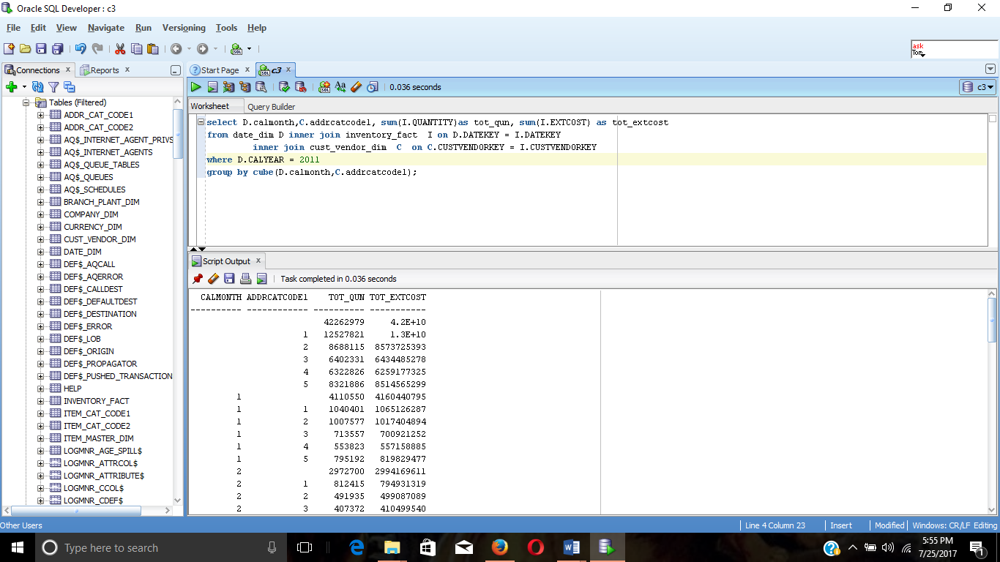 Oracle SQL Developer : c3
File Edit View Navigate Run Versioning Tools Help
ask
Tom
Connections x Reports x
Start Page x c3 x
0.036 seconds
c3
Worksheet Query Builder
Tables (Filtered)
ADDR_CAT_CODE1
ADDR_CAT_CODE2
AQ$_INTERNET_AGENT_PRIVS
AQ$_INTERNET_AGENTS
AQ$_QUEUE_TABLES
AQ$_QUEUES
AQ$_SCHEDULES
BRANCH_PLANT_DIM
COMPANY_DIM
CURRENCY_DIM
CUST_VENDOR_DIM
DATE_DIM
DEF$_AQCALL
DEF$_AQERROR
DEF$_CALLDEST
DEF$_DEFAULTDEST
DEF$_DESTINATION
DEF$_ERROR
DEF$_LOB
DEF$_ORIGIN
DEF$_PROPAGATOR
DEF$_PUSHED_TRANSACTION
HELP
INVENTORY_FACT
ITEM_CAT_CODE1
ITEM_CAT_CODE2
ITEM_MASTER_DIM
LOGMNR_AGE_SPILL$
LOGMNR_ATTRCOL$
LOGMNR_ATTRIBUTE$
LOGMNR_CCOL$
LOGMNR_CDEF$
select D.calmonth,C.addrcatcode1, sum(I.QUANTITY)as tot_qun, sum(I.EXTCOST) as tot_extcost
from date_dim D inner join inventory_fact I on D.DATEKEY = I.DATEKEY
inner join cust_vendor_dim C on C.CUSTVENDORKEY = I.CUSTVENDORKEY
where D.CALYEAR = 2011
group by cube(D.calmonth,C.addrcatcode1);
Script Output x
Task completed in 0.036 seconds
CALMONTH ADDRCATCODE1 TOT_QUN TOT_EXTCOST
---------- ------------ ---------- -----------
42262979 4.2E+10
1 12527821 1.3E+10
2 8688115 8573725393
3 6402331 6434485278
4 6322826 6259177325
5 8321886 8514565299
1 4110550 4160440795
1 1 1040401 1065126287
1 2 1007577 1017404894
1 3 713557 700921252
1 4 553823 557158885
1 5 795192 819829477
2 2972700 2994169611
2 1 812415 794931319
2 2 491935 499087089
2 3 407372 410499540
Other Users
Line 4 Column 23 Insert Modified Windows: CR/LF Editing
Type here to search
5:55 PM
7/25/2017
1